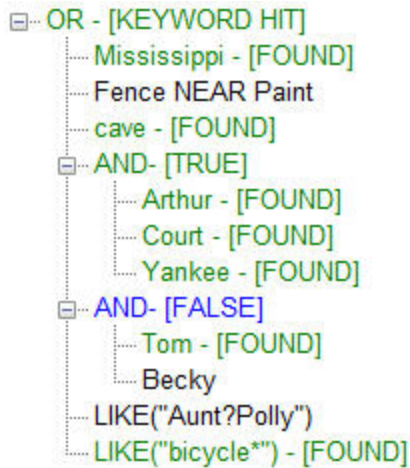 OR - [KEYWORD HIT]
Mississippi - [FOUND]
Fence NEAR Paint
cave - [FOUND]
AND- [TRUE]
Arthur - [FOUND]
Court - [FOUND]
Yankee - [FOUND]
AND- [FALSE]
Tom - [FOUND]
Becky
LIKE("Aunt?Polly")
LIKE("bicycle*") - [FOUND]